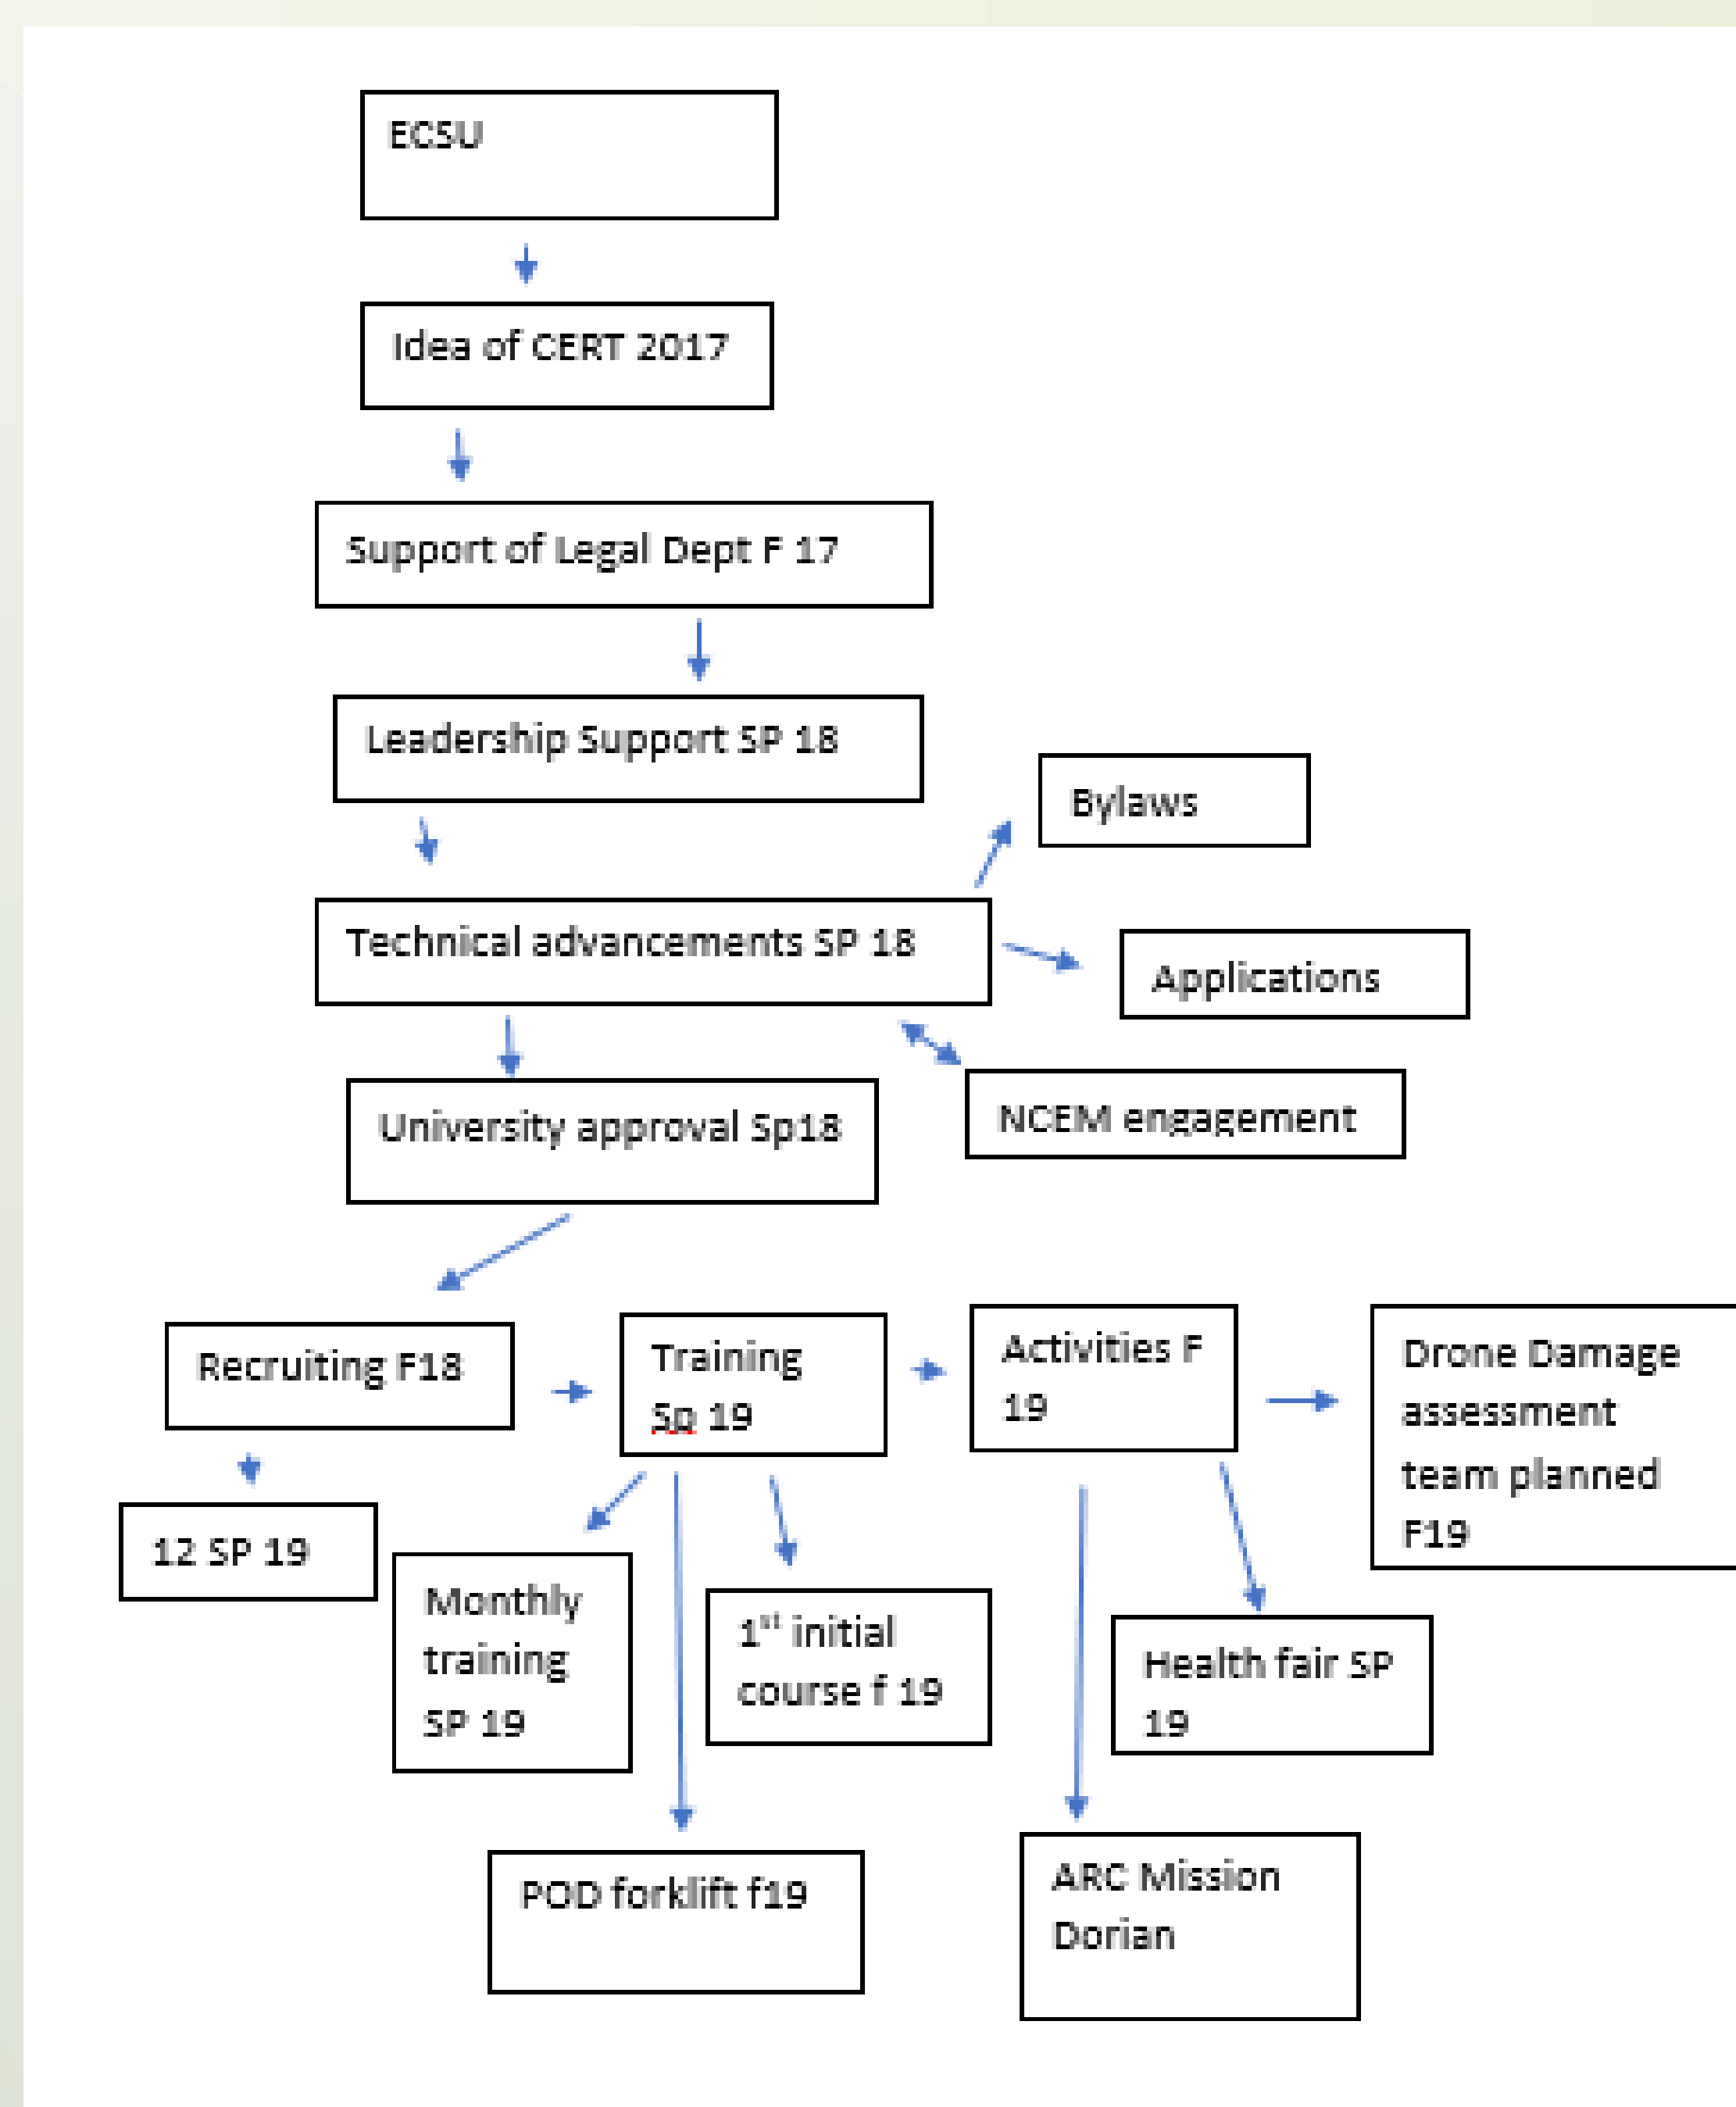 ECSU
Idea of CERT 2017
Support of Legal Dept F 17
Leadership Support SP 18
Bylaws
Technical advancements SP 18
Applications
University approval Sp18
NCEM engagement
Recruiting F18
Training
Sp 19
Activities F
19
Drone Damage
assessment
team planned
F19
12 SP 19
Monthly
training
SP 19
1st initial
course f 19
Health fair SP
19
POD forklift f19
ARC Mission
Dorian